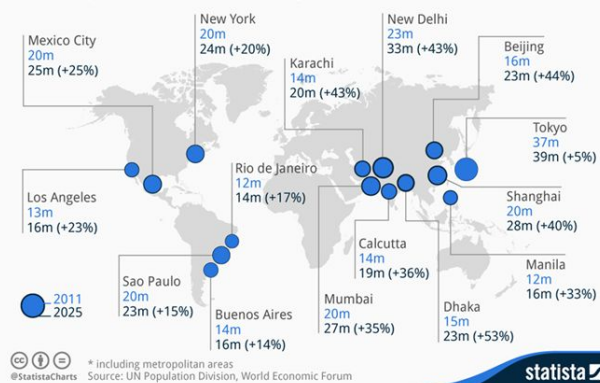 New York
20m
24m (+20%)
New Delhi
20m
33m (+43%)
Mexico City
20m
25m (+25%)
Karachi
14m
20m (+43%)
Beijing
16m
23m (+44%)
Tokyo
37m
39m (+5%)
Rio de Janeiro
12m
14m (+17%)
Los Angeles
13m
16m (+23%)
Shanghai
20m
28m (+40%)
Calcutta
14m
19m (+36%)
Manila
12m
16m (+33%)
Sao Paulo
20m
23m (+15%)
Mumbai
20m
27m (+35%)
Dhaka
15m
23m (+53%)
Buenos Aires
14m
16m (+14%)
2011
2025
cc
@StatistaCharts
* including metropolitan areas
Source: UN Population Division, World Economic Forum
statista